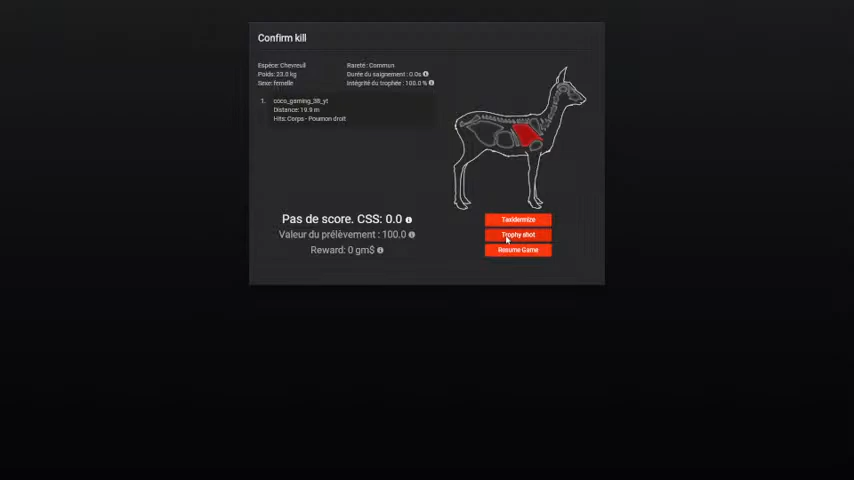 Confirm kill
Espèce: Chevreuil
Poids: 23.0 kg
Sexe: femelle
Rareté : Commun
Durée du saignement : 0.0s
Intégrité du trophée : 100.0 %
1. coco_gaming_38_yt
Distance: 19.9 m
Hits: Corps - Poumon droit
Pas de score. CSS: 0.0
Valeur du prélèvement : 100.0
Reward: 0 gm$
Taxidermize
Trophy shot
Resume Game